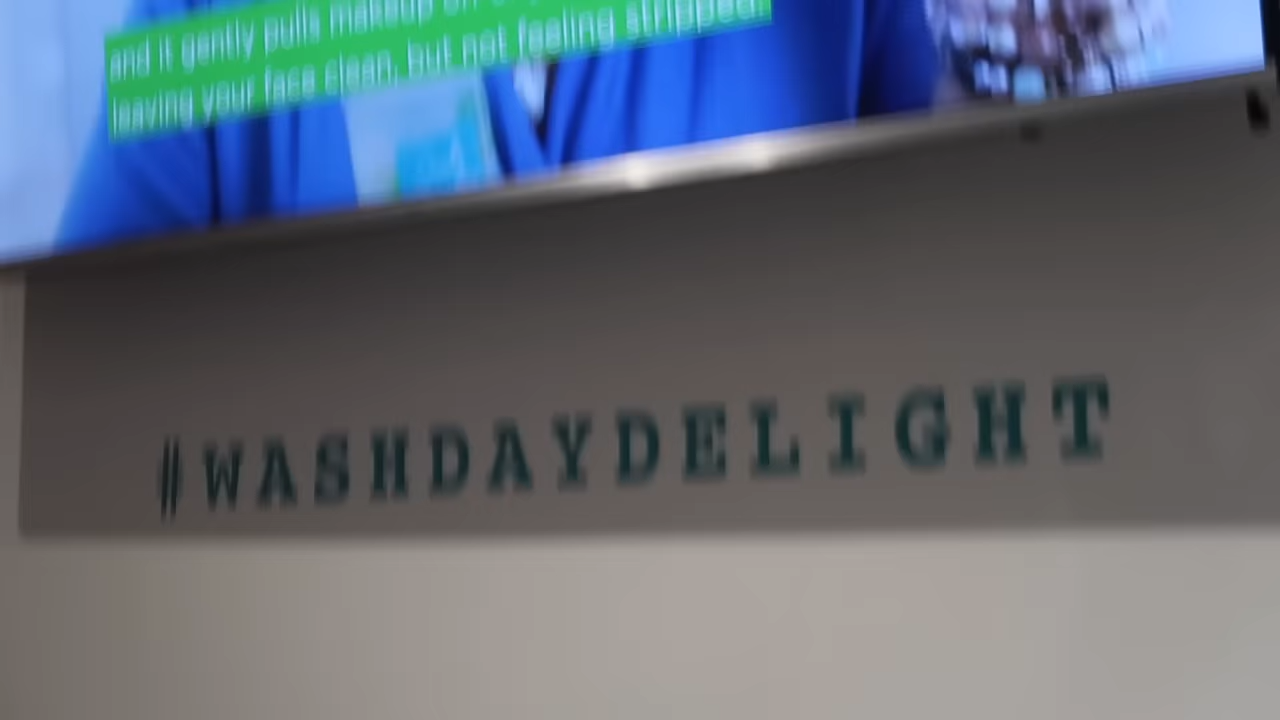 and it gently pulls makeup off
leaving your face clean, but not feeling stripped.
#WASHDAYDELIGHT